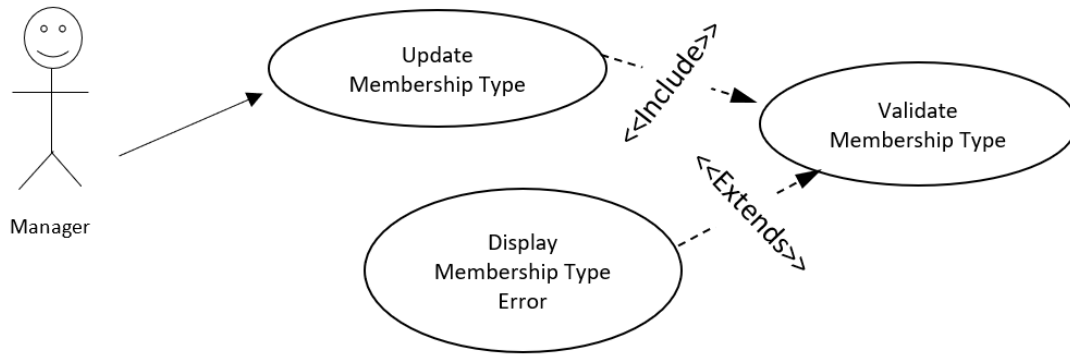 Update
Membership Type
<<Include>>
Validate
Membership Type
<<Extends>>
Manager
Display
Membership Type
Error